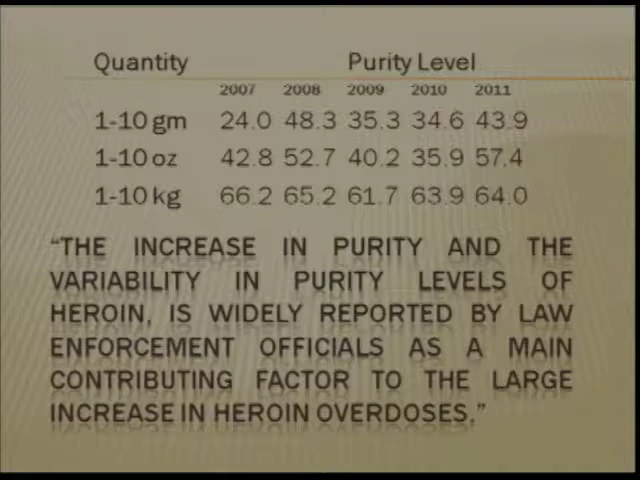 Quantity Purity Level
2007 2008 2009 2010 2011
1-10 gm 24.0 48.3 35.3 34.6 43.9
1-10 oz 42.8 52.7 40.2 35.9 57.4
1-10 kg 66.2 65.2 61.7 63.9 64.0
“THE INCREASE IN PURITY AND THE
VARIABILITY IN PURITY LEVELS OF
HEROIN, IS WIDELY REPORTED BY LAW
ENFORCEMENT OFFICIALS AS A MAIN
CONTRIBUTING FACTOR TO THE LARGE
INCREASE IN HEROIN OVERDOSES.”